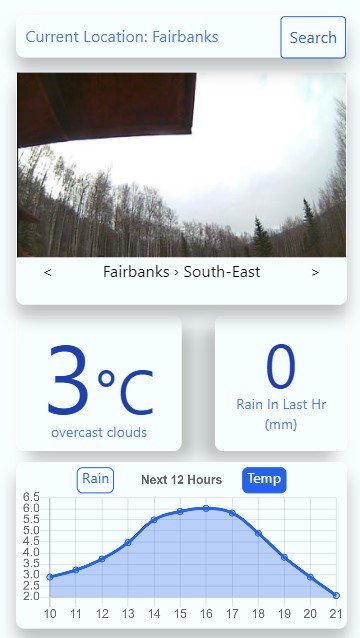 Current Location: Fairbanks
Search
< Fairbanks › South-East >
3°C
overcast clouds
0
Rain In Last Hr
(mm)
Rain Next 12 Hours Temp
6.5
6.0
5.5
5.0
4.5
4.0
3.5
3.0
2.5
2.0
10 11 12 13 14 15 16 17 18 19 20 21